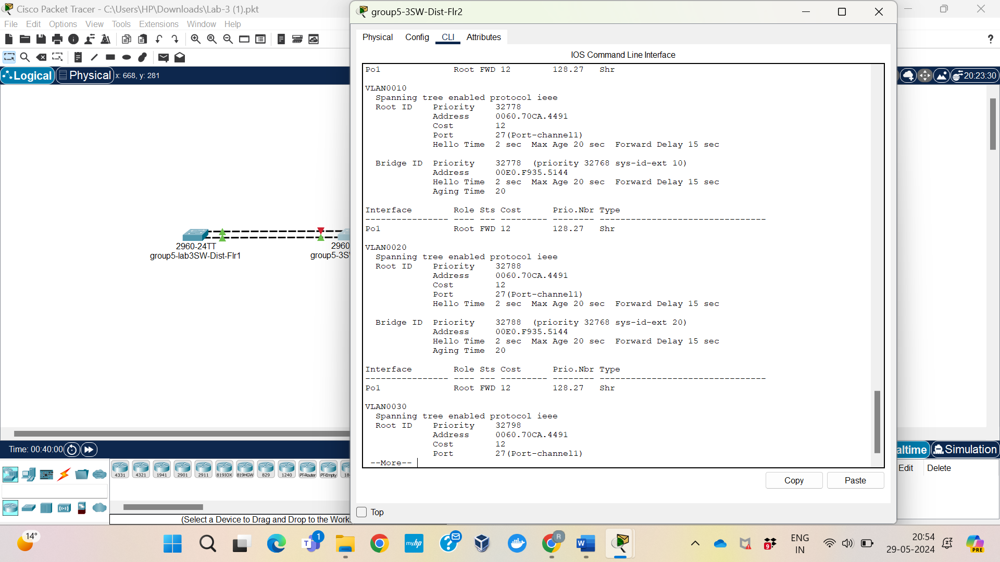 Cisco Packet Tracer - C:\Users\HP\Downloads\Lab-3 (1).pkt
File Edit Options View Tools Extensions Window Help
?
Logical Physical x: 668, y: 281
20:23:30
2960-24TT
group5-lab3SW-Dist-Flr1
2960
group5-3S
Time: 00:40:00
altime Simulation
4331 4321 1941 2901 2911 819IOX 819HGW 829 1240 PT-Router PT-Empty 18
Edit Delete
(Select a Device to Drag and Drop to the Work
group5-3SW-Dist-Flr2
Physical Config CLI Attributes
IOS Command Line Interface
Po1 Root FWD 12 128.27 Shr
VLAN0010
Spanning tree enabled protocol ieee
Root ID Priority 32778
Address 0060.70CA.4491
Cost 12
Port 27(Port-channel1)
Hello Time 2 sec Max Age 20 sec Forward Delay 15 sec
Bridge ID Priority 32778 (priority 32768 sys-id-ext 10)
Address 00E0.F935.5144
Hello Time 2 sec Max Age 20 sec Forward Delay 15 sec
Aging Time 20
Interface Role Sts Cost Prio.Nbr Type
---------------- ---- --- --------- -------- --------------------------------
Po1 Root FWD 12 128.27 Shr
VLAN0020
Spanning tree enabled protocol ieee
Root ID Priority 32788
Address 0060.70CA.4491
Cost 12
Port 27(Port-channel1)
Hello Time 2 sec Max Age 20 sec Forward Delay 15 sec
Bridge ID Priority 32788 (priority 32768 sys-id-ext 20)
Address 00E0.F935.5144
Hello Time 2 sec Max Age 20 sec Forward Delay 15 sec
Aging Time 20
Interface Role Sts Cost Prio.Nbr Type
---------------- ---- --- --------- -------- --------------------------------
Po1 Root FWD 12 128.27 Shr
VLAN0030
Spanning tree enabled protocol ieee
Root ID Priority 32798
Address 0060.70CA.4491
Cost 12
Port 27(Port-channel1)
--More--
Copy Paste
Top
14°
T 1
myhp
?
R
W
9
ENG
IN
20:54
29-05-2024
PRE